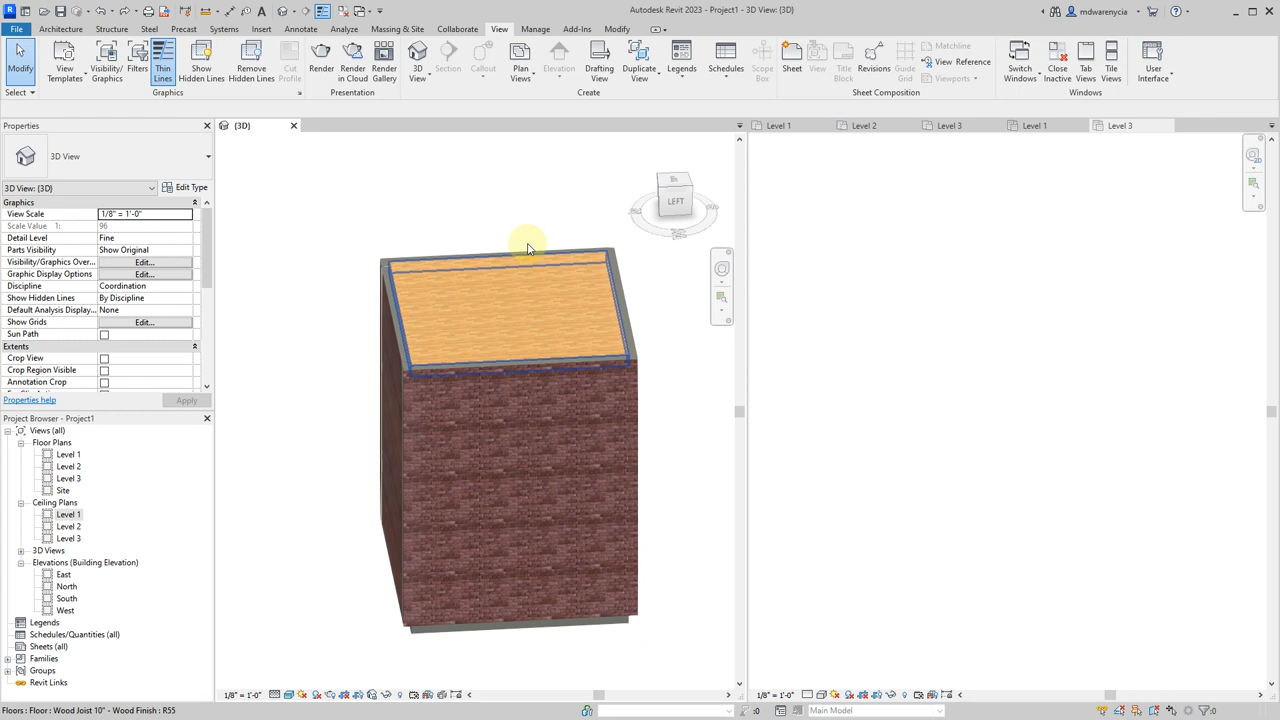 Autodesk Revit 2023 - Project1 - 3D View: {3D}
mdwarenycia
File Architecture Structure Steel Precast Systems Insert Annotate Analyze Massing & Site Collaborate View Manage Add-Ins Modify
Modify
View Templates
Visibility/ Graphics
Filters
Thin Lines
Show Hidden Lines
Remove Hidden Lines
Cut Profile
Render
Render in Cloud
Render Gallery
3D View
Section
Callout
Plan Views
Elevation
Drafting View
Duplicate View
Legends
Schedules
Scope Box
Sheet
View
Title Block
Revisions
Guide Grid
Matchline
View Reference
Viewports
Switch Windows
Close Inactive
Tab Views
Tile Views
User Interface
Select Graphics Presentation Create Sheet Composition Windows
Properties
{3D}
Level 1 Level 2 Level 3 Level 1 Level 3
3D View
3D View: {3D} Edit Type
Graphics
View Scale 1/8" = 1'-0"
Scale Value 1: 96
Detail Level Fine
Parts Visibility Show Original
Visibility/Graphics Over... Edit...
Graphic Display Options Edit...
Discipline Coordination
Show Hidden Lines By Discipline
Default Analysis Display... None
Show Grids Edit...
Sun Path
Extents
Crop View
Crop Region Visible
Annotation Crop
Properties help Apply
LEFT
Project Browser - Project1
Views (all)
Floor Plans
Level 1
Level 2
Level 3
Site
Ceiling Plans
Level 1
Level 2
Level 3
3D Views
Elevations (Building Elevation)
East
North
South
West
Legends
Schedules/Quantities (all)
Sheets (all)
Families
Groups
Revit Links
1/8" = 1'-0"
1/8" = 1'-0"
Floors : Floor : Wood Joist 10" - Wood Finish : R55
:0
Main Model
:0